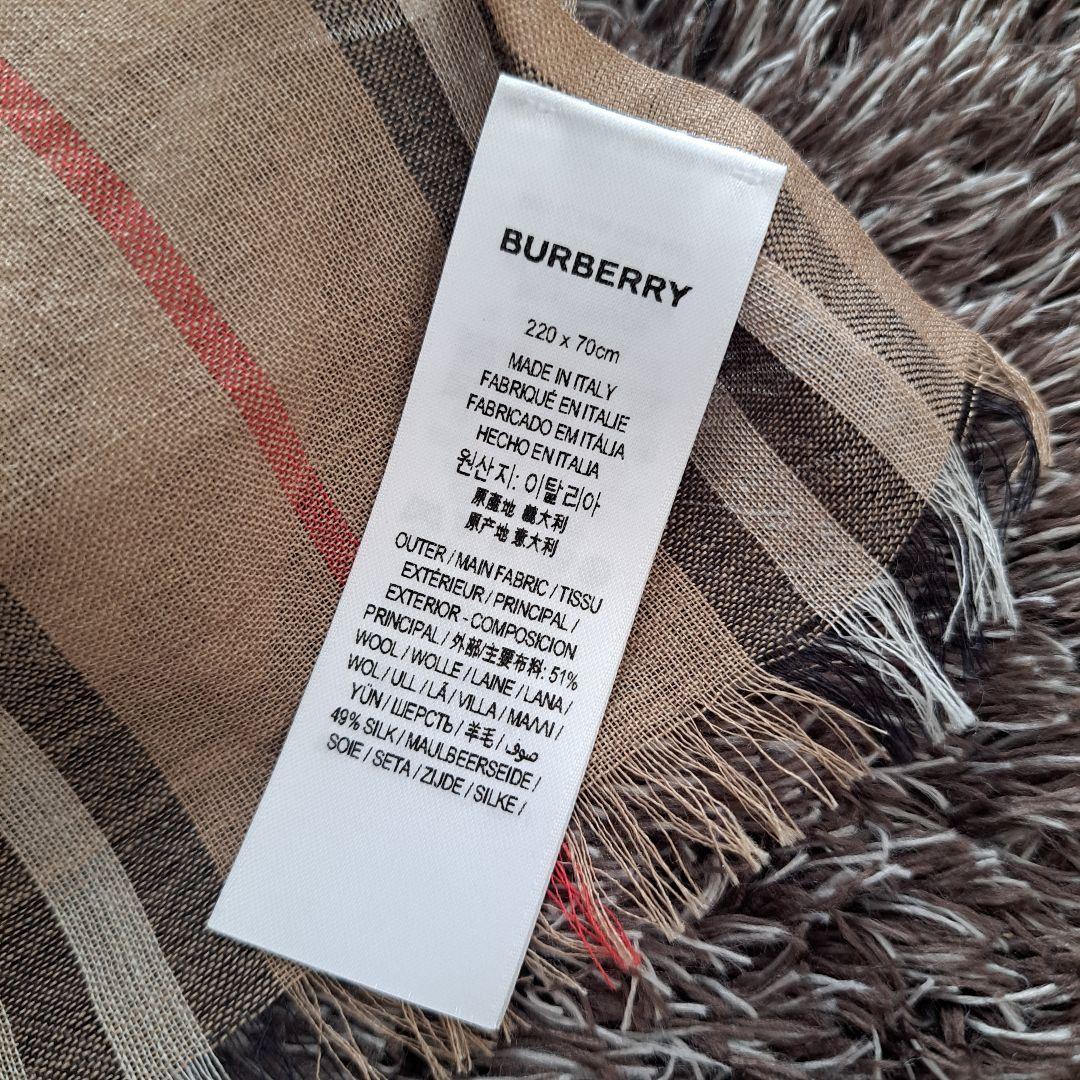 BURBERRY
220 x 70cm
MADE IN ITALY
FABRIQUÉ EN ITALIE
FABRICADO EM ITÁLIA
HECHO EN ITALIA
원산지: 이탈리아
原產地 義大利
原产地 意大利
OUTER / MAIN FABRIC / TISSU
EXTÉRIEUR / PRINCIPAL /
EXTERIOR - COMPOSICION
PRINCIPAL / 外部/主要布料: 51%
WOOL / WOLLE / LAINE / LANA /
WOL / ULL / LÃ / VILLA / ΜΑΛΛΙ /
YÜN / ШЕРСТЬ / 羊毛 / صوف /
49% SILK / MAULBEERSEIDE /
SOIE / SETA / ZIJDE / SILKE /